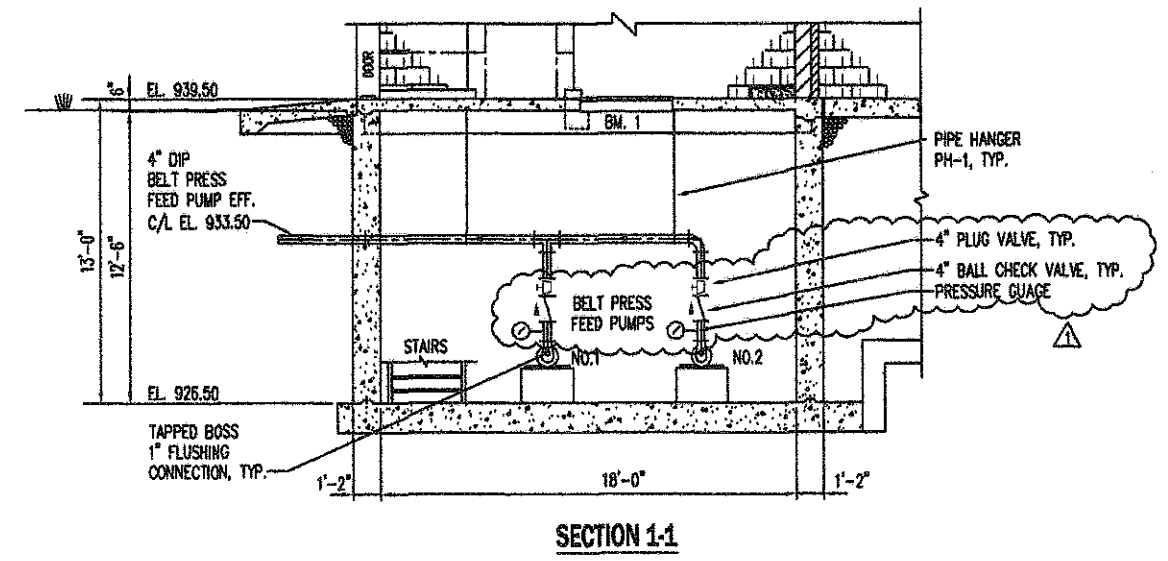 DOOR
6"
EL. 939.50
BM. 1
PIPE HANGER
PH-1, TYP.
4" DIP
BELT PRESS
FEED PUMP EFF.
C/L EL. 933.50
13'-0"
12'-6"
4" PLUG VALVE, TYP.
4" BALL CHECK VALVE, TYP.
PRESSURE GUAGE
BELT PRESS
FEED PUMPS
1
STAIRS
NO.1
NO.2
EL. 926.50
TAPPED BOSS
1" FLUSHING
CONNECTION, TYP.
1'-2"
18'-0"
1'-2"
SECTION 1-1